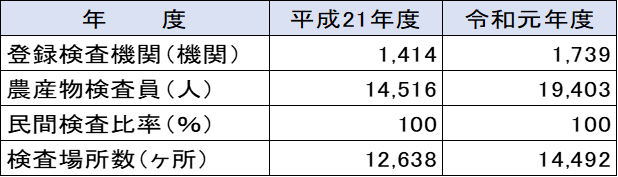 年　度　平成21年度　令和元年度
登録検査機関（機関）　1,414　1,739
農産物検査員（人）　14,516　19,403
民間検査比率（％）　100　100
検査場所数（ヶ所）　12,638　14,492